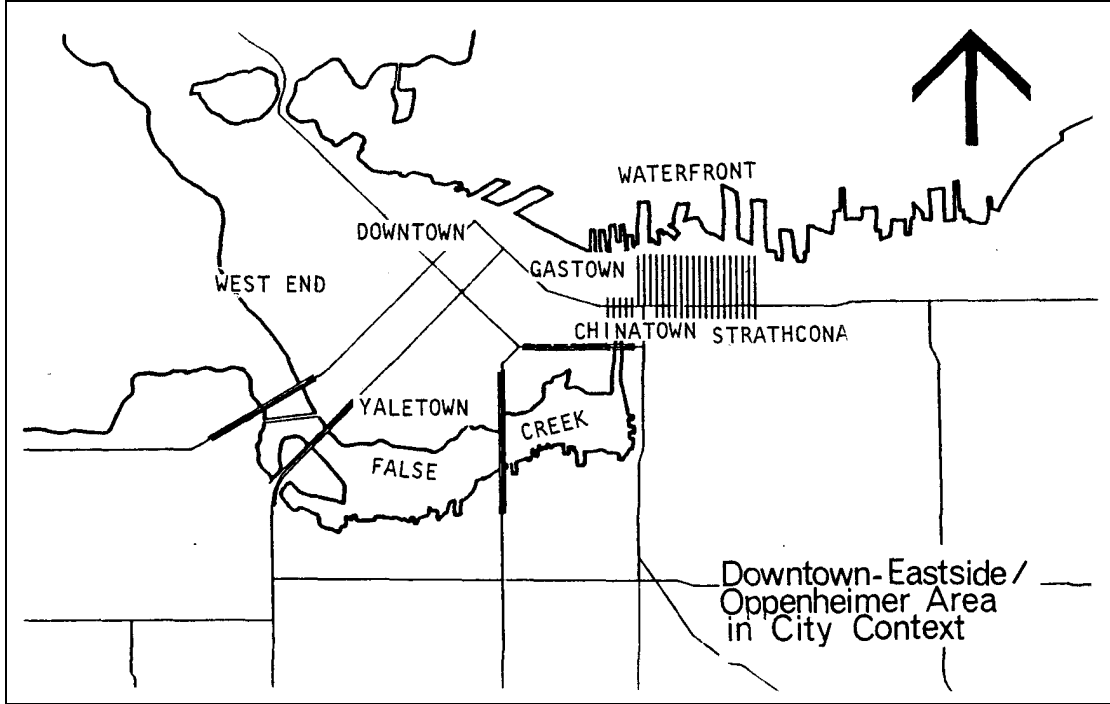 WATERFRONT
DOWNTOWN
GASTOWN
WEST END
CHINATOWN STRATHCONA
YALETOWN
CREEK
FALSE
Downtown-Eastside/
Oppenheimer Area
in City Context